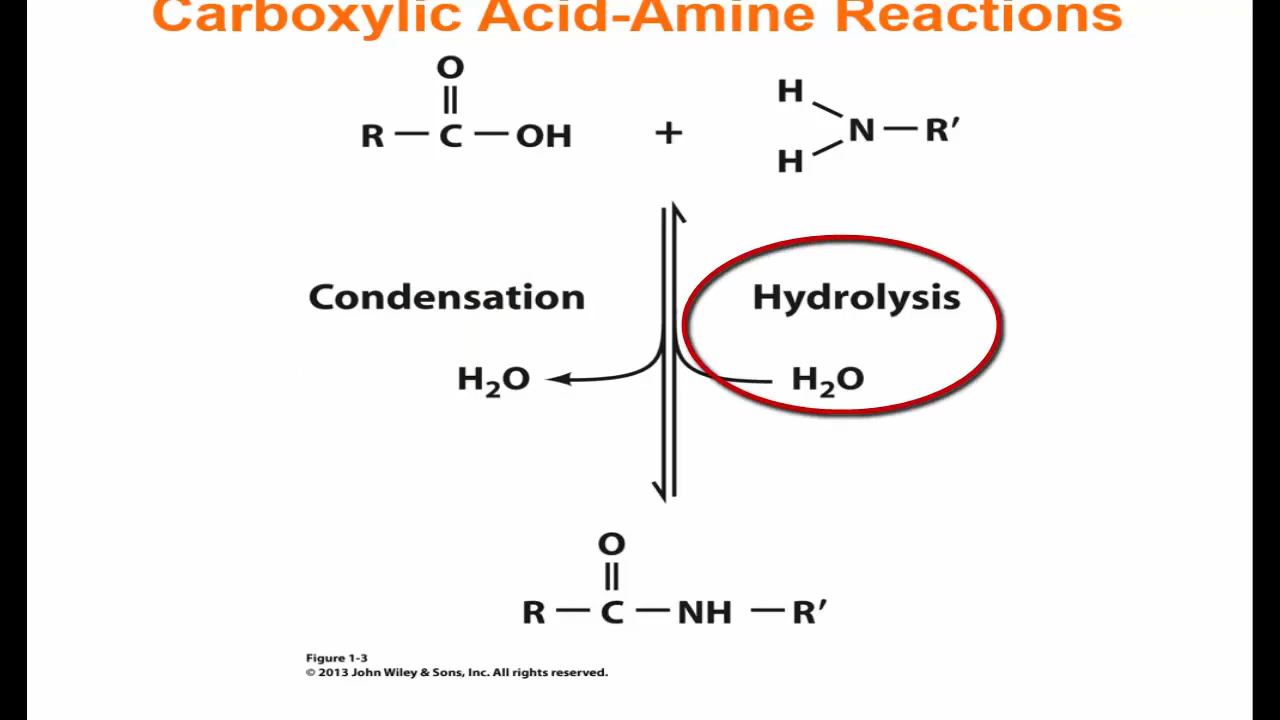 Carboxylic Acid-Amine Reactions
O
R — C — OH + H H N — R′
Condensation Hydrolysis
H₂O H₂O
O
R — C — NH — R′
Figure 1-3
© 2013 John Wiley & Sons, Inc. All rights reserved.